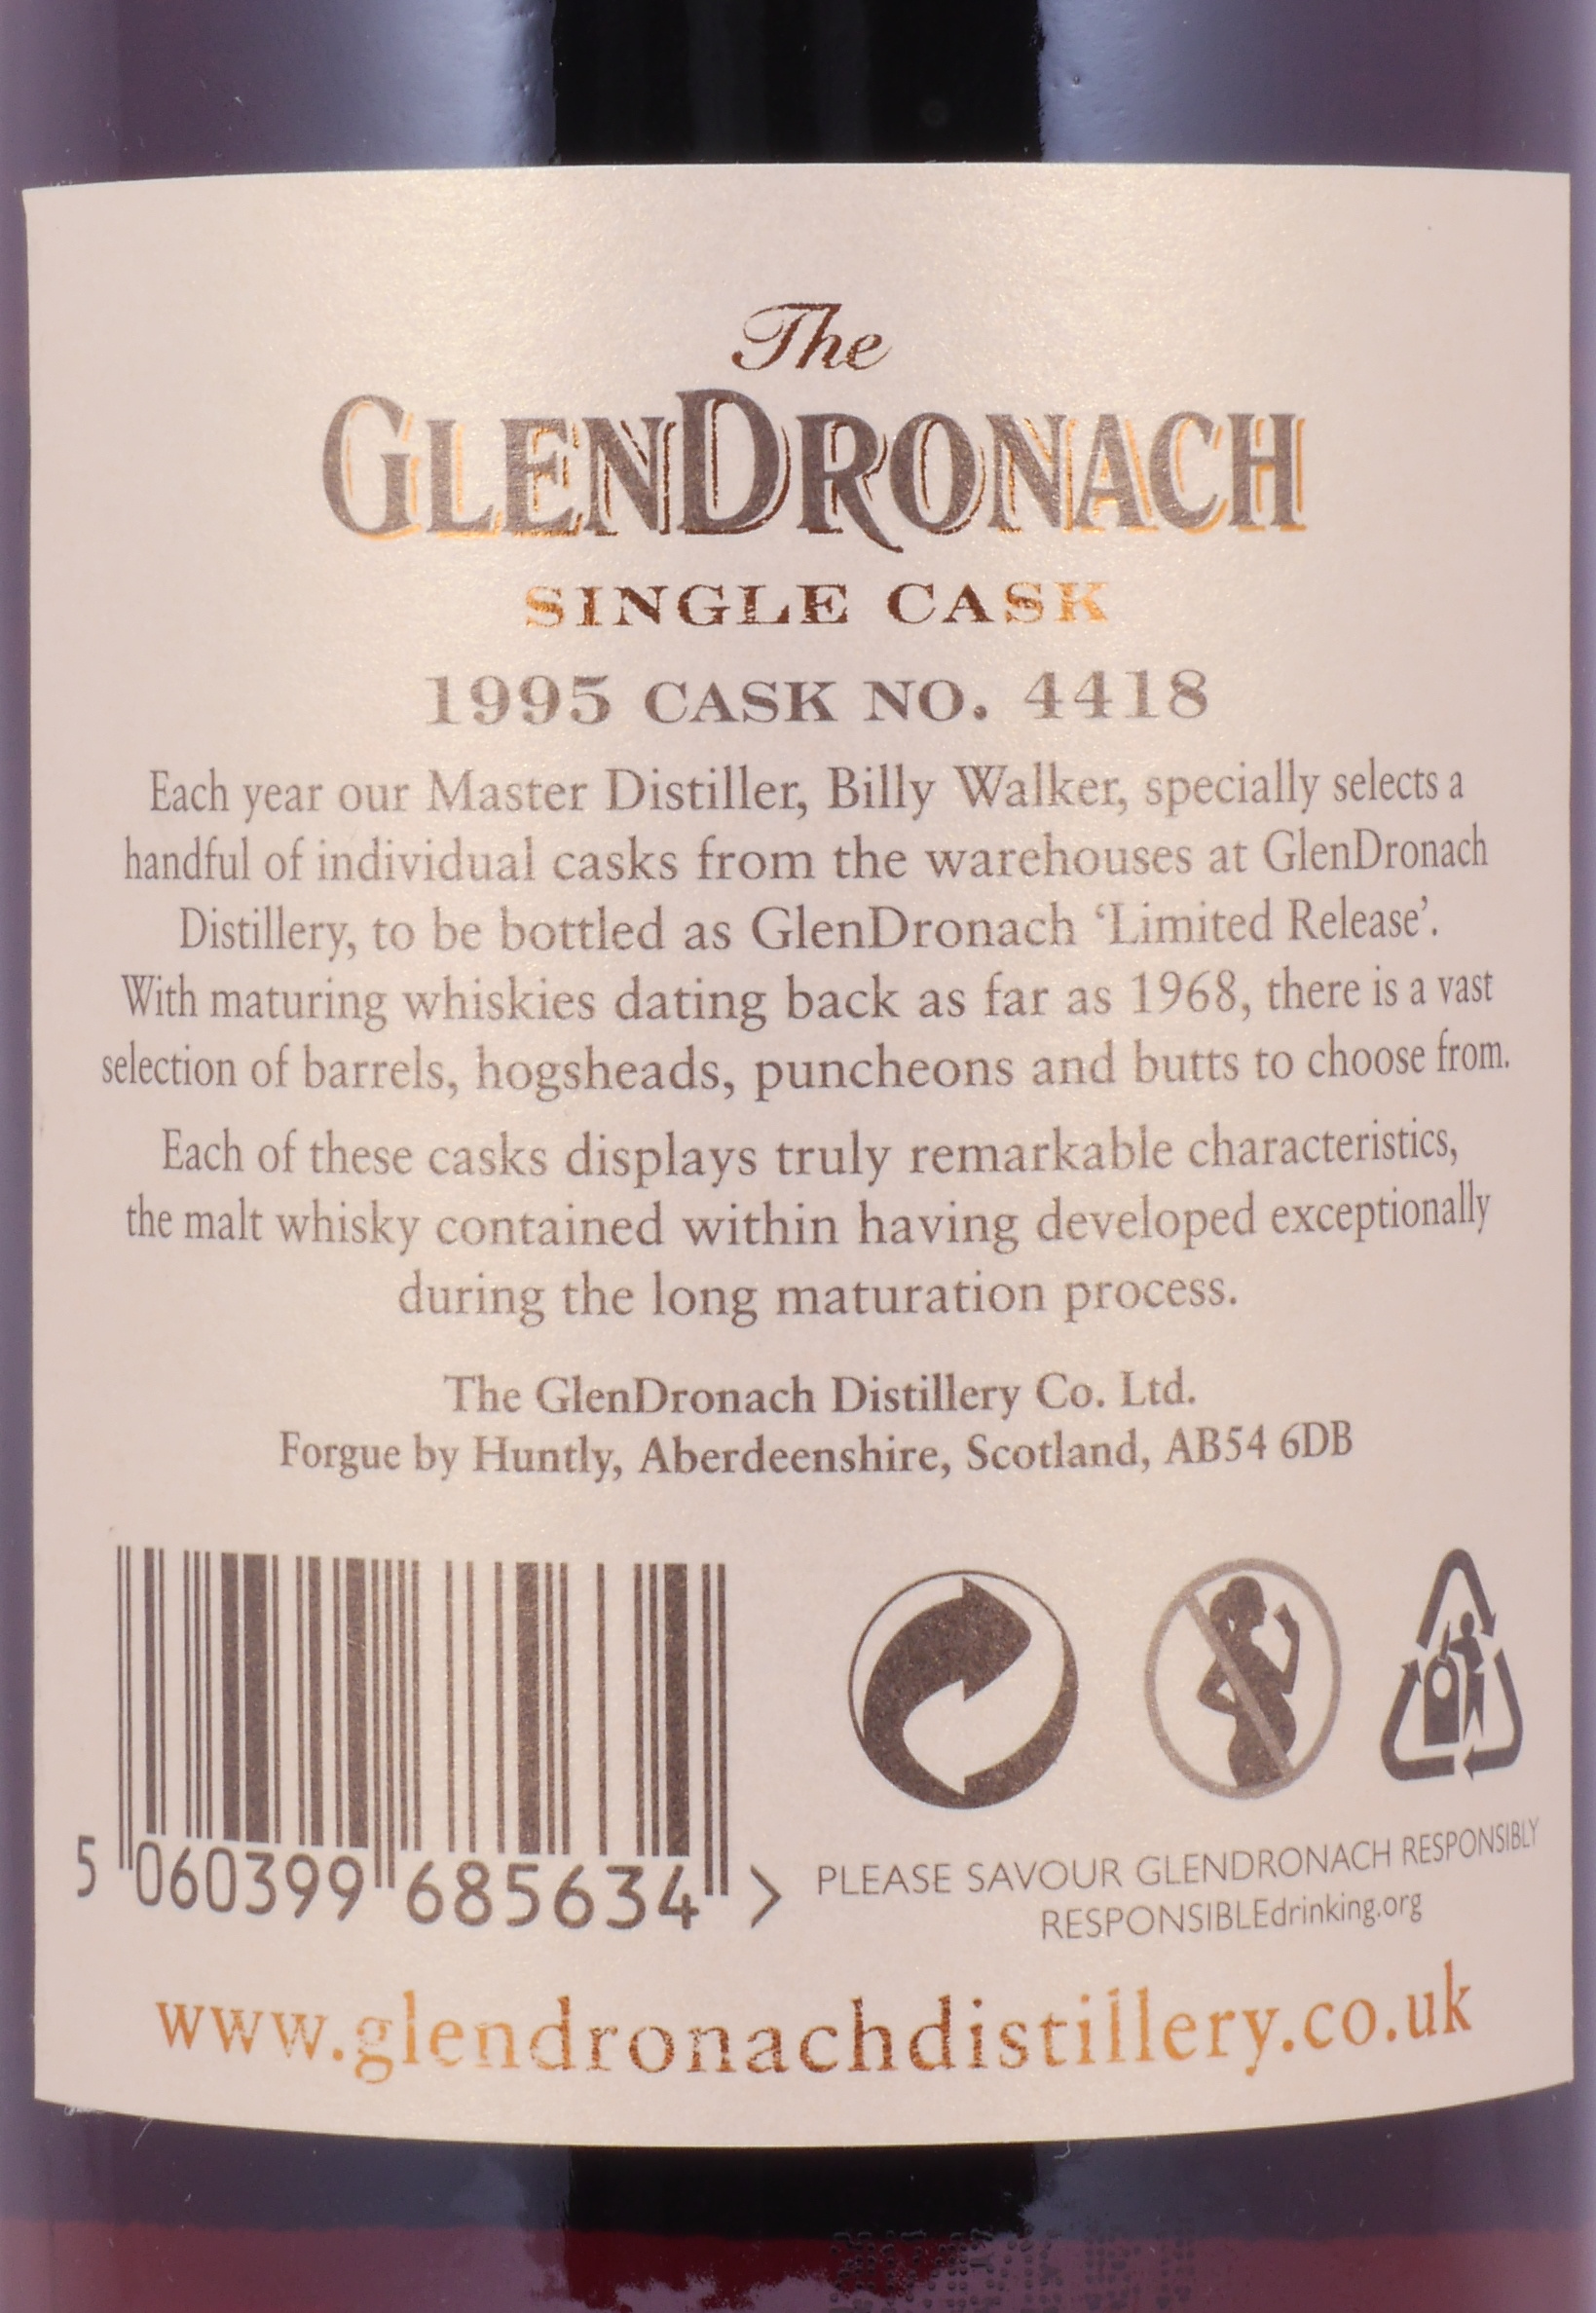 The
GLENDRONACH
SINGLE CASK
1995 CASK NO. 4418
Each year our Master Distiller, Billy Walker, specially selects a
handful of individual casks from the warehouses at GlenDronach
Distillery, to be bottled as GlenDronach ‘Limited Release’.
With maturing whiskies dating back as far as 1968, there is a vast
selection of barrels, hogsheads, puncheons and butts to choose from.
Each of these casks displays truly remarkable characteristics,
the malt whisky contained within having developed exceptionally
during the long maturation process.
The GlenDronach Distillery Co. Ltd.
Forgue by Huntly, Aberdeenshire, Scotland, AB54 6DB
5 060399 685634 >
PLEASE SAVOUR GLENDRONACH RESPONSIBLY
RESPONSIBLEdrinking.org
www.glendronachdistillery.co.uk